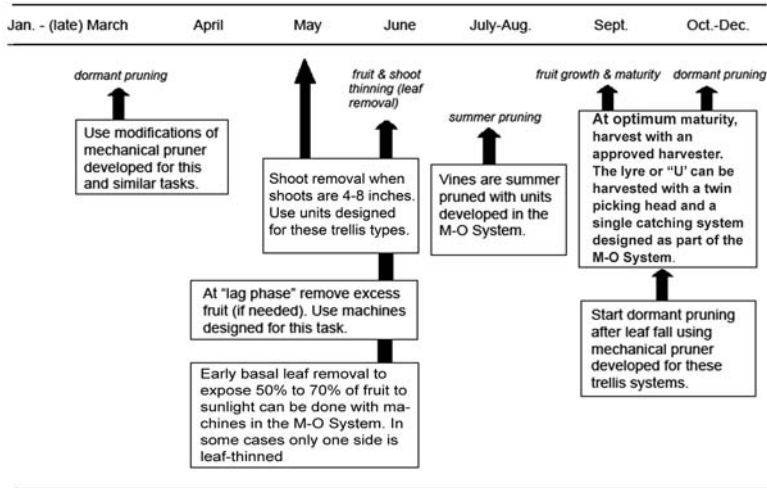 Jan. - (late) March April May June July-Aug. Sept. Oct.-Dec.
dormant pruning
Use modifications of
mechanical pruner
developed for this
and similar tasks.
fruit & shoot
thinning (leaf
removal)
Shoot removal when
shoots are 4-8 inches.
Use units designed
for these trellis types.
At "lag phase" remove excess
fruit (if needed). Use machines
designed for this task.
Early basal leaf removal to
expose 50% to 70% of fruit to
sunlight can be done with ma-
chines in the M-O System. In
some cases only one side is
leaf-thinned
summer pruning
Vines are summer
pruned with units
developed in the
M-O System.
fruit growth & maturity dormant pruning
At optimum maturity,
harvest with an
approved harvester.
The lyre or "U' can be
harvested with a twin
picking head and a
single catching system
designed as part of the
M-O System.
Start dormant pruning
after leaf fall using
mechanical pruner
developed for these
trellis systems.